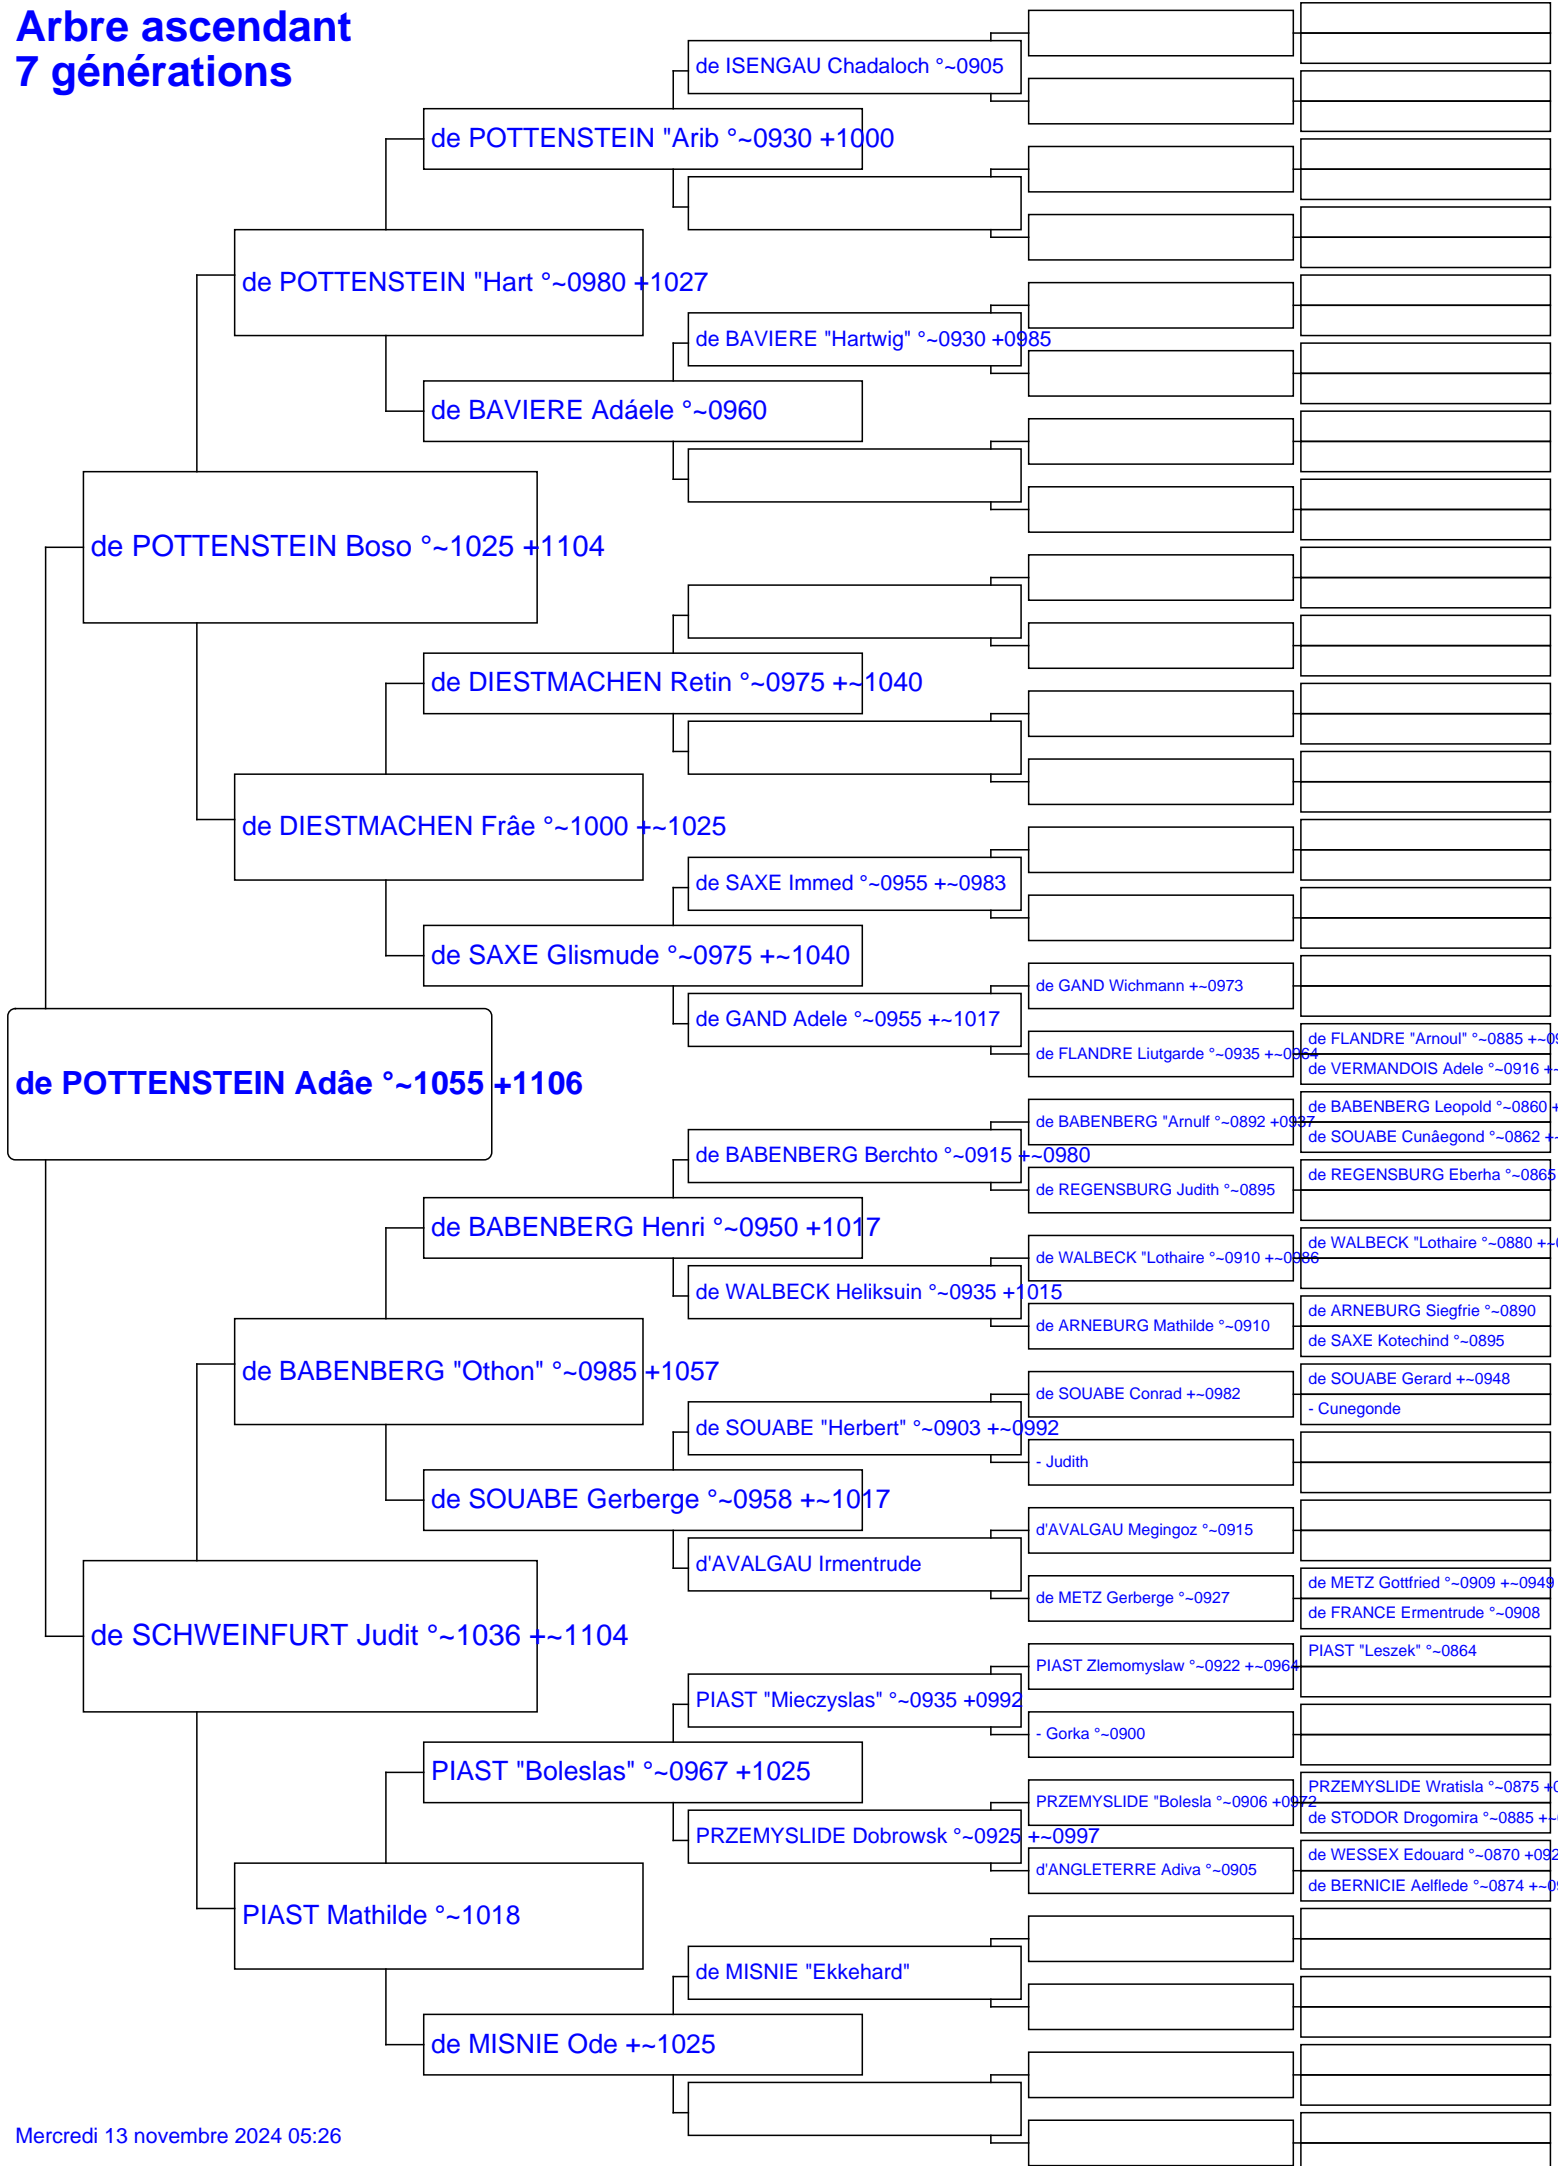 Arbre ascendant
7 générations
de ISENGAU Chadaloch °~0905
de POTTENSTEIN "Arib °~0930 +1000
de POTTENSTEIN "Hart °~0980 +1027
de BAVIERE "Hartwig" °~0930 +0985
de BAVIERE Adáele °~0960
de POTTENSTEIN Boso °~1025 +1104
de DIESTMACHEN Retin °~0975 +~1040
de DIESTMACHEN Frâe °~1000 +~1025
de SAXE Immed °~0955 +~0983
de SAXE Glismude °~0975 +~1040
de GAND Wichmann +~0973
de GAND Adele °~0955 +~1017
de FLANDRE "Arnoul" °~0885 +~09
de FLANDRE Liutgarde °~0935 +~0964
de VERMANDOIS Adele °~0916 +~
de POTTENSTEIN Adâe °~1055 +1106
de BABENBERG Leopold °~0860 +
de BABENBERG "Arnulf °~0892 +0937
de SOUABE Cunâegond °~0862 +~
de BABENBERG Berchto °~0915 +~0980
de REGENSBURG Eberha °~0865
de REGENSBURG Judith °~0895
de BABENBERG Henri °~0950 +1017
de WALBECK "Lothaire °~0880 +~0
de WALBECK "Lothaire °~0910 +~0986
de WALBECK Heliksuin °~0935 +1015
de ARNEBURG Siegfrie °~0890
de ARNEBURG Mathilde °~0910
de SAXE Kotechind °~0895
de BABENBERG "Othon" °~0985 +1057
de SOUABE Gerard +~0948
de SOUABE Conrad +~0982
- Cunegonde
de SOUABE "Herbert" °~0903 +~0992
- Judith
de SOUABE Gerberge °~0958 +~1017
d'AVALGAU Megingoz °~0915
d'AVALGAU Irmentrude
de METZ Gottfried °~0909 +~0949
de METZ Gerberge °~0927
de FRANCE Ermentrude °~0908
de SCHWEINFURT Judit °~1036 +~1104
PIAST "Leszek" °~0864
PIAST Zlemomyslaw °~0922 +~0964
PIAST "Mieczyslas" °~0935 +0992
- Gorka °~0900
PIAST "Boleslas" °~0967 +1025
PRZEMYSLIDE Wratisla °~0875 +0
PRZEMYSLIDE "Bolesla °~0906 +0972
de STODOR Drogomira °~0885 +~
PRZEMYSLIDE Dobrowsk °~0925 +~0997
de WESSEX Edouard °~0870 +092
d'ANGLETERRE Adiva °~0905
de BERNICIE Aelflede °~0874 +~09
PIAST Mathilde °~1018
de MISNIE "Ekkehard"
de MISNIE Ode +~1025
Mercredi 13 novembre 2024 05:26